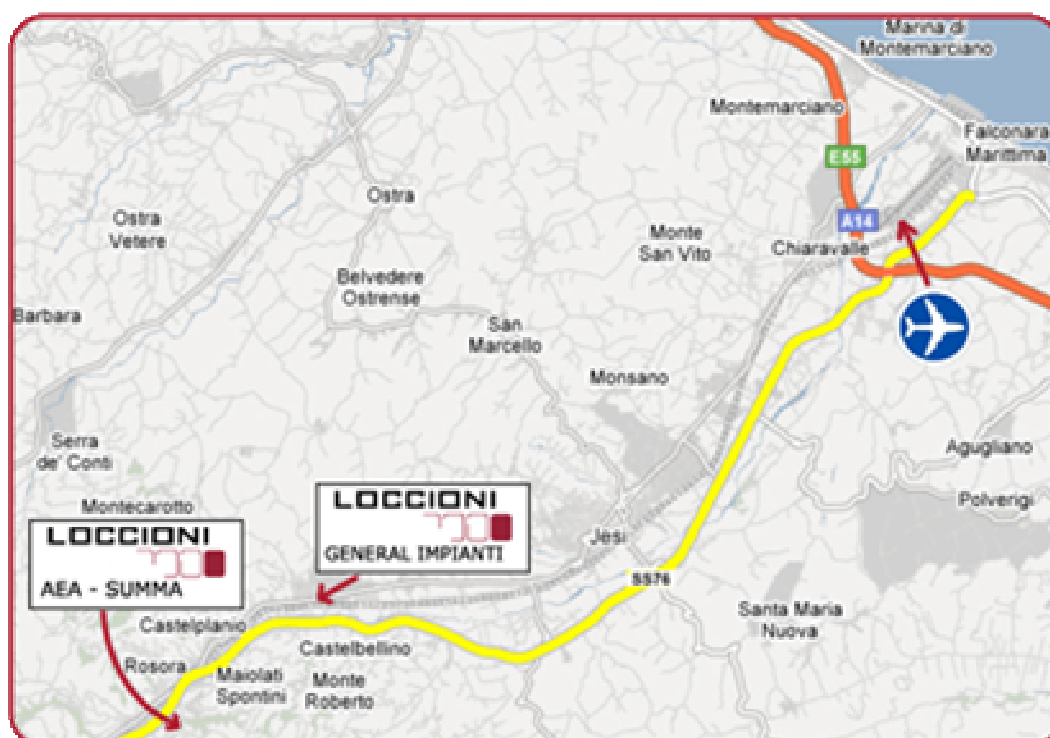 Marina di
Montemarciano
Montemarciano
Falconara
Marittima
E55
A14
Ostra
Ostra
Vetere
Monte
San Vito
Chiaravalle
Belvedere
Ostrense
Barbara
San
Marcello
Monsano
Serra
de' Conti
Agugliano
Montecarotto
Polverigi
LOCCIONI
GENERAL IMPIANTI
LOCCIONI
AEA - SUMMA
Jesi
SS76
Santa Maria
Nuova
Castelplanio
Castelbellino
Rosora
Maiolati
Spontini
Monte
Roberto